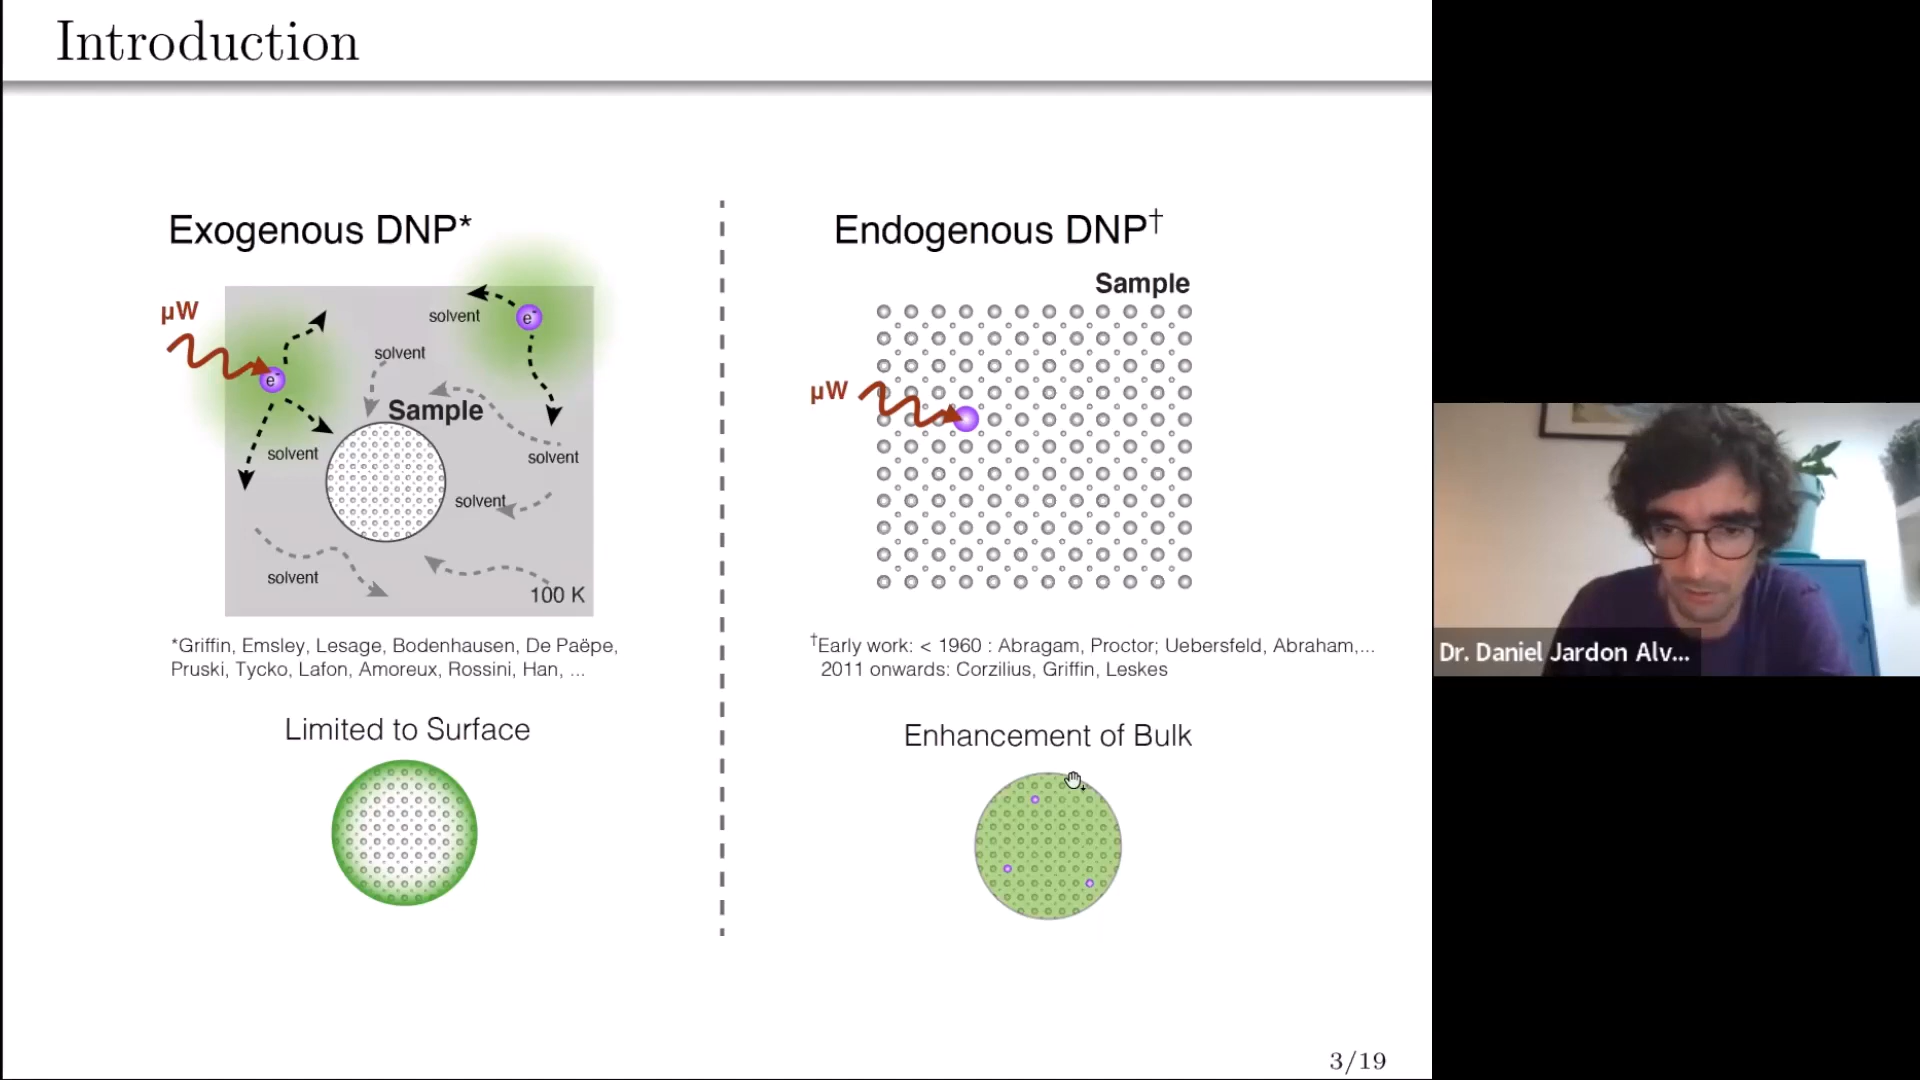 Introduction
Exogenous DNP*
µW
e-
e-
solvent
solvent
Sample
solvent
solvent
solvent
solvent
100 K
*Griffin, Emsley, Lesage, Bodenhausen, De Paëpe,
Pruski, Tycko, Lafon, Amoreux, Rossini, Han, ...
Limited to Surface
Endogenous DNP†
Sample
µW
†Early work: < 1960 : Abragam, Proctor; Uebersfeld, Abraham,...
2011 onwards: Corzilius, Griffin, Leskes
Enhancement of Bulk
3/19
Dr. Daniel Jardon Alv...